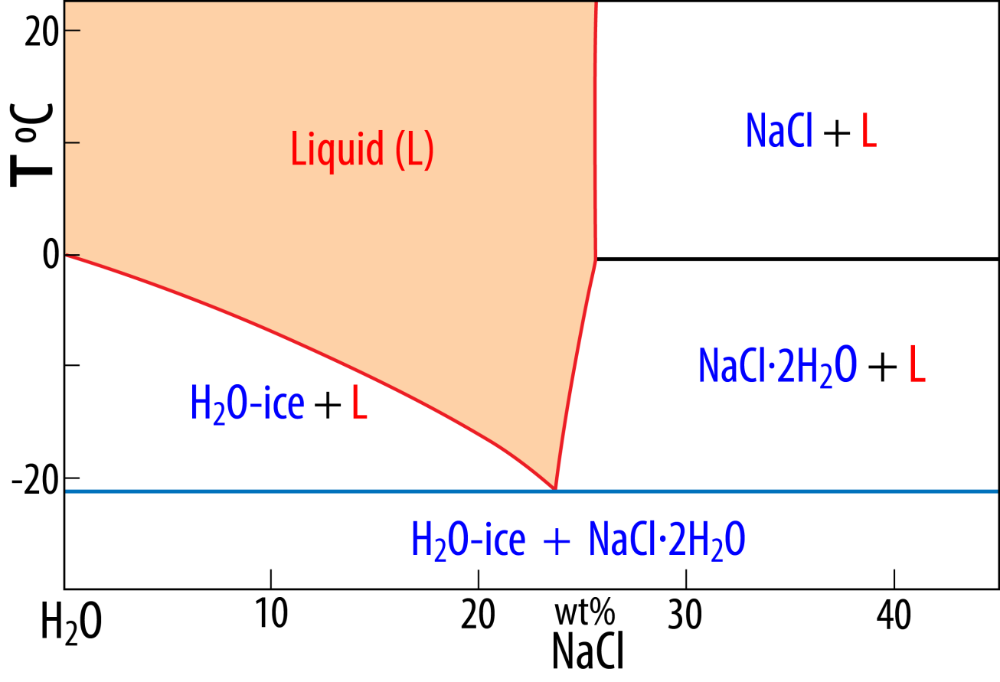 20
T ºC
Liquid (L)
NaCl + L
0
NaCl·2H₂O + L
H₂O-ice + L
-20
H₂O-ice + NaCl·2H₂O
H₂O 10 20 wt% 30 40
NaCl